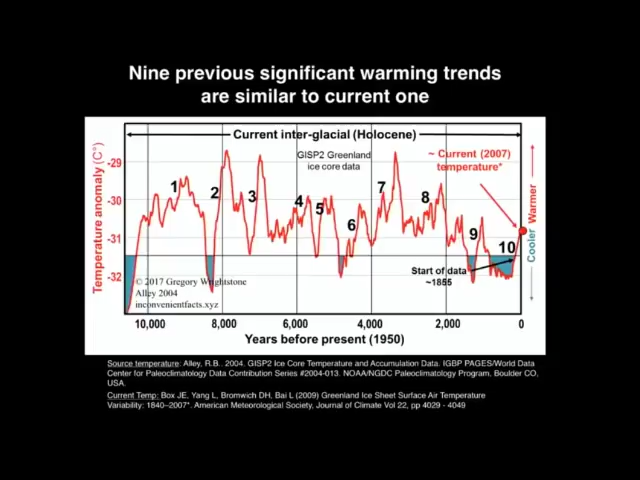 Nine previous significant warming trends
are similar to current one
Current inter-glacial (Holocene)
GISP2 Greenland
ice core data
~ Current (2007)
temperature*
Temperature anomaly (C°)
-29
-30
-31
-32
1
2
3
4
5
6
7
8
9
10
Warmer
Cooler
Start of data
~1855
© 2017 Gregory Wrightstone
Alley 2004
inconvenientfacts.xyz
10,000
8,000
6,000
4,000
2,000
0
Years before present (1950)
Source temperature: Alley, R.B.. 2004. GISP2 Ice Core Temperature and Accumulation Data. IGBP PAGES/World Data
Center for Paleoclimatology Data Contribution Series #2004-013. NOAA/NGDC Paleoclimatology Program, Boulder CO,
USA.
Current Temp: Box JE, Yang L, Bromwich DH, Bai L (2009) Greenland Ice Sheet Surface Air Temperature
Variability: 1840–2007*. American Meteorological Society, Journal of Climate Vol 22, pp 4029 - 4049